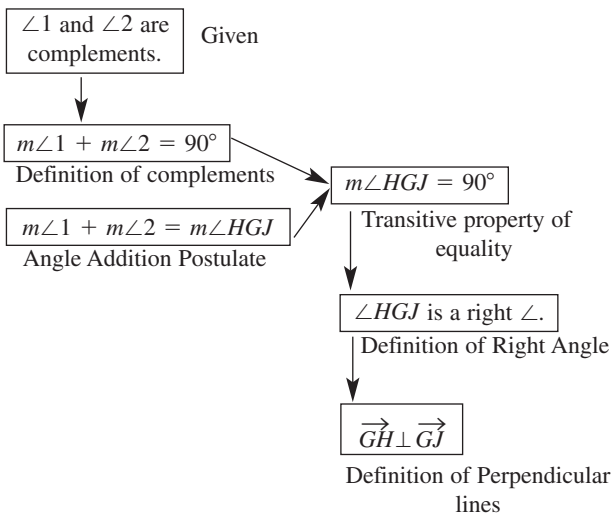 ∠1 and ∠2 are
complements.
Given
m∠1 + m∠2 = 90°
Definition of complements
m∠1 + m∠2 = m∠HGJ
Angle Addition Postulate
m∠HGJ = 90°
Transitive property of
equality
∠HGJ is a right ∠.
Definition of Right Angle
G͞H⃗ ⊥ GJ⃗
Definition of Perpendicular
lines